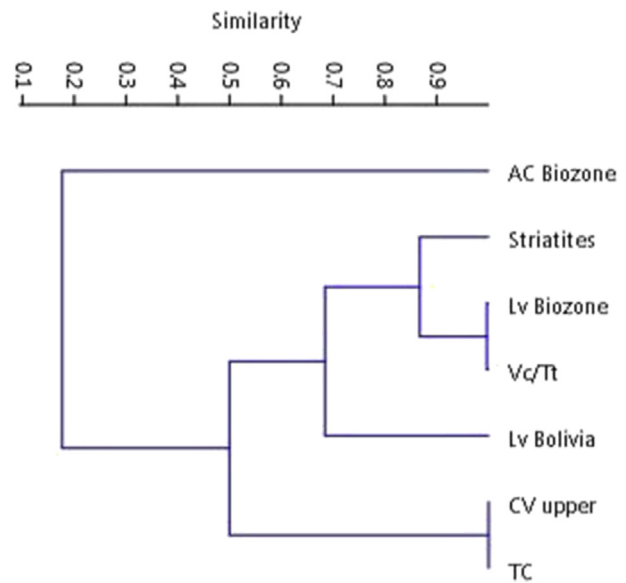 Similarity
0.1 0.2 0.3 0.4 0.5 0.6 0.7 0.8 0.9
AC Biozone
Striatites
Lv Biozone
Vc/Tt
Lv Bolivia
CV upper
TC